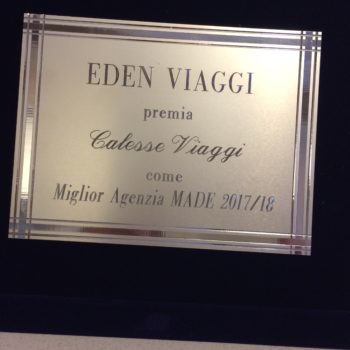 EDEN VIAGGI
premia
Calesse Viaggi
come
Miglior Agenzia MADE 2017/18